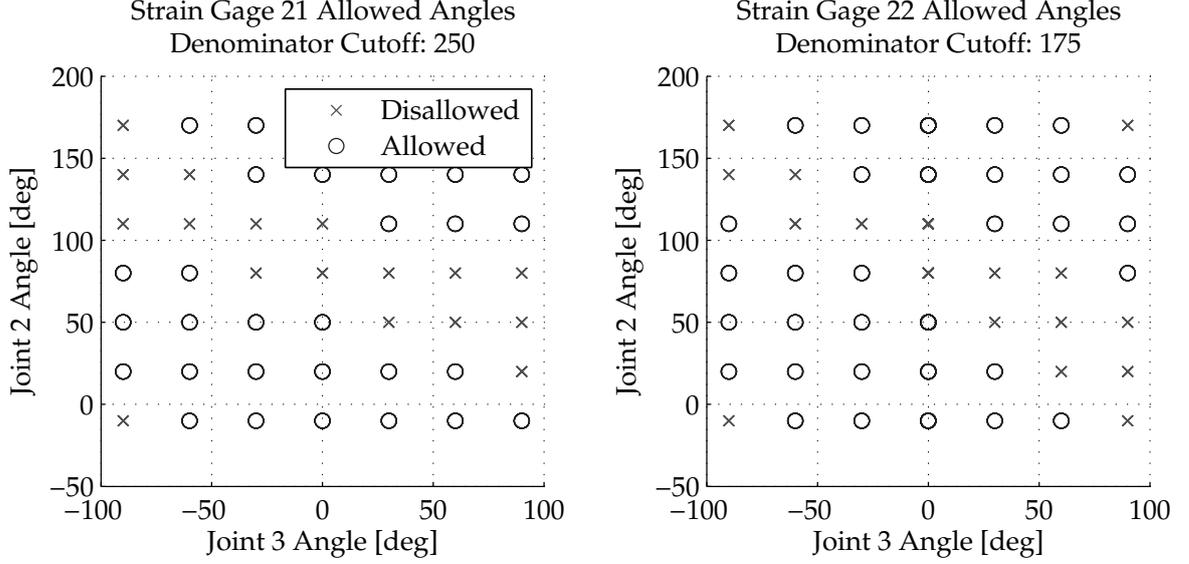 Strain Gage 21 Allowed Angles
Denominator Cutoff: 250
200
150
100
50
0
−50
−100
−50
0
50
100
Joint 2 Angle [deg]
Joint 3 Angle [deg]
Disallowed
Allowed
Strain Gage 22 Allowed Angles
Denominator Cutoff: 175
200
150
100
50
0
−50
−100
−50
0
50
100
Joint 2 Angle [deg]
Joint 3 Angle [deg]